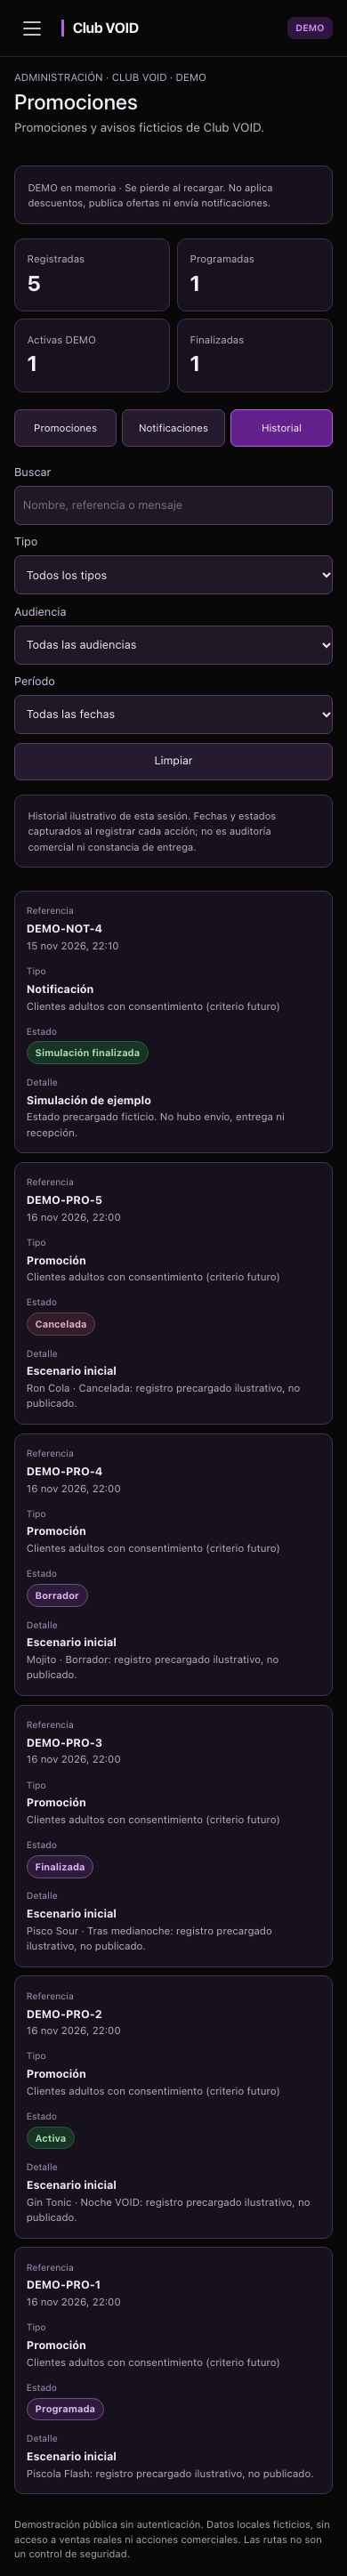 Club VOID
DEMO
ADMINISTRACIÓN · CLUB VOID · DEMO
Promociones
Promociones y avisos ficticios de Club VOID.
DEMO en memoria · Se pierde al recargar. No aplica
descuentos, publica ofertas ni envía notificaciones.
Registradas
5
Programadas
1
Activas DEMO
1
Finalizadas
1
Promociones
Notificaciones
Historial
Buscar
Nombre, referencia o mensaje
Tipo
Todos los tipos
Audiencia
Todas las audiencias
Período
Todas las fechas
Limpiar
Historial ilustrativo de esta sesión. Fechas y estados
capturados al registrar cada acción; no es auditoría
comercial ni constancia de entrega.
Referencia
DEMO-NOT-4
15 nov 2026, 22:10
Tipo
Notificación
Clientes adultos con consentimiento (criterio futuro)
Estado
Simulación finalizada
Detalle
Simulación de ejemplo
Estado precargado ficticio. No hubo envío, entrega ni
recepción.
Referencia
DEMO-PRO-5
16 nov 2026, 22:00
Tipo
Promoción
Clientes adultos con consentimiento (criterio futuro)
Estado
Cancelada
Detalle
Escenario inicial
Ron Cola · Cancelada: registro precargado ilustrativo, no
publicado.
Referencia
DEMO-PRO-4
16 nov 2026, 22:00
Tipo
Promoción
Clientes adultos con consentimiento (criterio futuro)
Estado
Borrador
Detalle
Escenario inicial
Mojito · Borrador: registro precargado ilustrativo, no
publicado.
Referencia
DEMO-PRO-3
16 nov 2026, 22:00
Tipo
Promoción
Clientes adultos con consentimiento (criterio futuro)
Estado
Finalizada
Detalle
Escenario inicial
Pisco Sour · Tras medianoche: registro precargado
ilustrativo, no publicado.
Referencia
DEMO-PRO-2
16 nov 2026, 22:00
Tipo
Promoción
Clientes adultos con consentimiento (criterio futuro)
Estado
Activa
Detalle
Escenario inicial
Gin Tonic · Noche VOID: registro precargado ilustrativo, no
publicado.
Referencia
DEMO-PRO-1
16 nov 2026, 22:00
Tipo
Promoción
Clientes adultos con consentimiento (criterio futuro)
Estado
Programada
Detalle
Escenario inicial
Piscola Flash: registro precargado ilustrativo, no publicado.
Demostración pública sin autenticación. Datos locales ficticios, sin
acceso a ventas reales ni acciones comerciales. Las rutas no son
un control de seguridad.